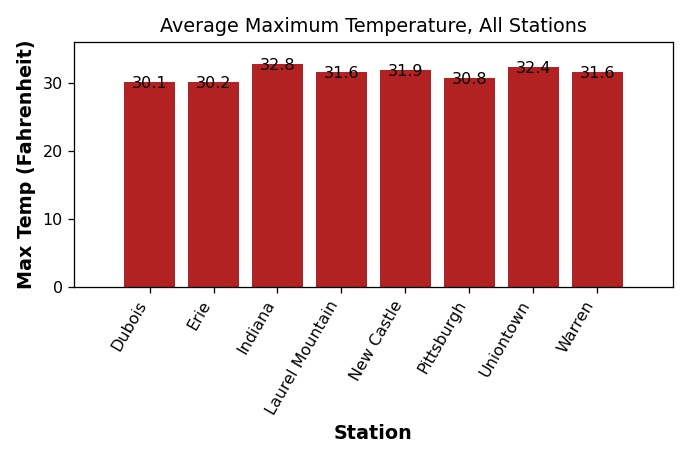 Average Maximum Temperature, All Stations
Max Temp (Fahrenheit)
30
20
10
0
30.1
30.2
32.8
31.6
31.9
30.8
32.4
31.6
Dubois
Erie
Indiana
Laurel Mountain
New Castle
Pittsburgh
Uniontown
Warren
Station